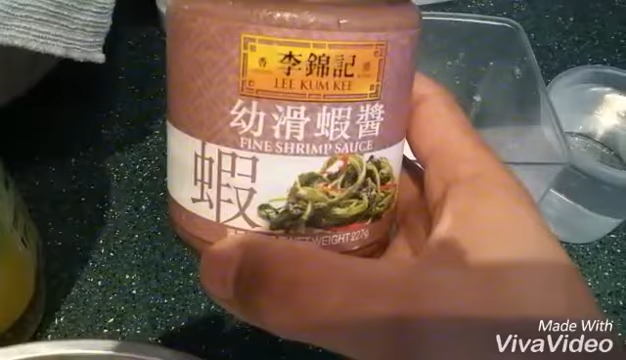 李錦記
LEE KUM KEE
幼滑蝦醬
FINE SHRIMP SAUCE
蝦
WEIGHT 227g
Made With
VivaVideo